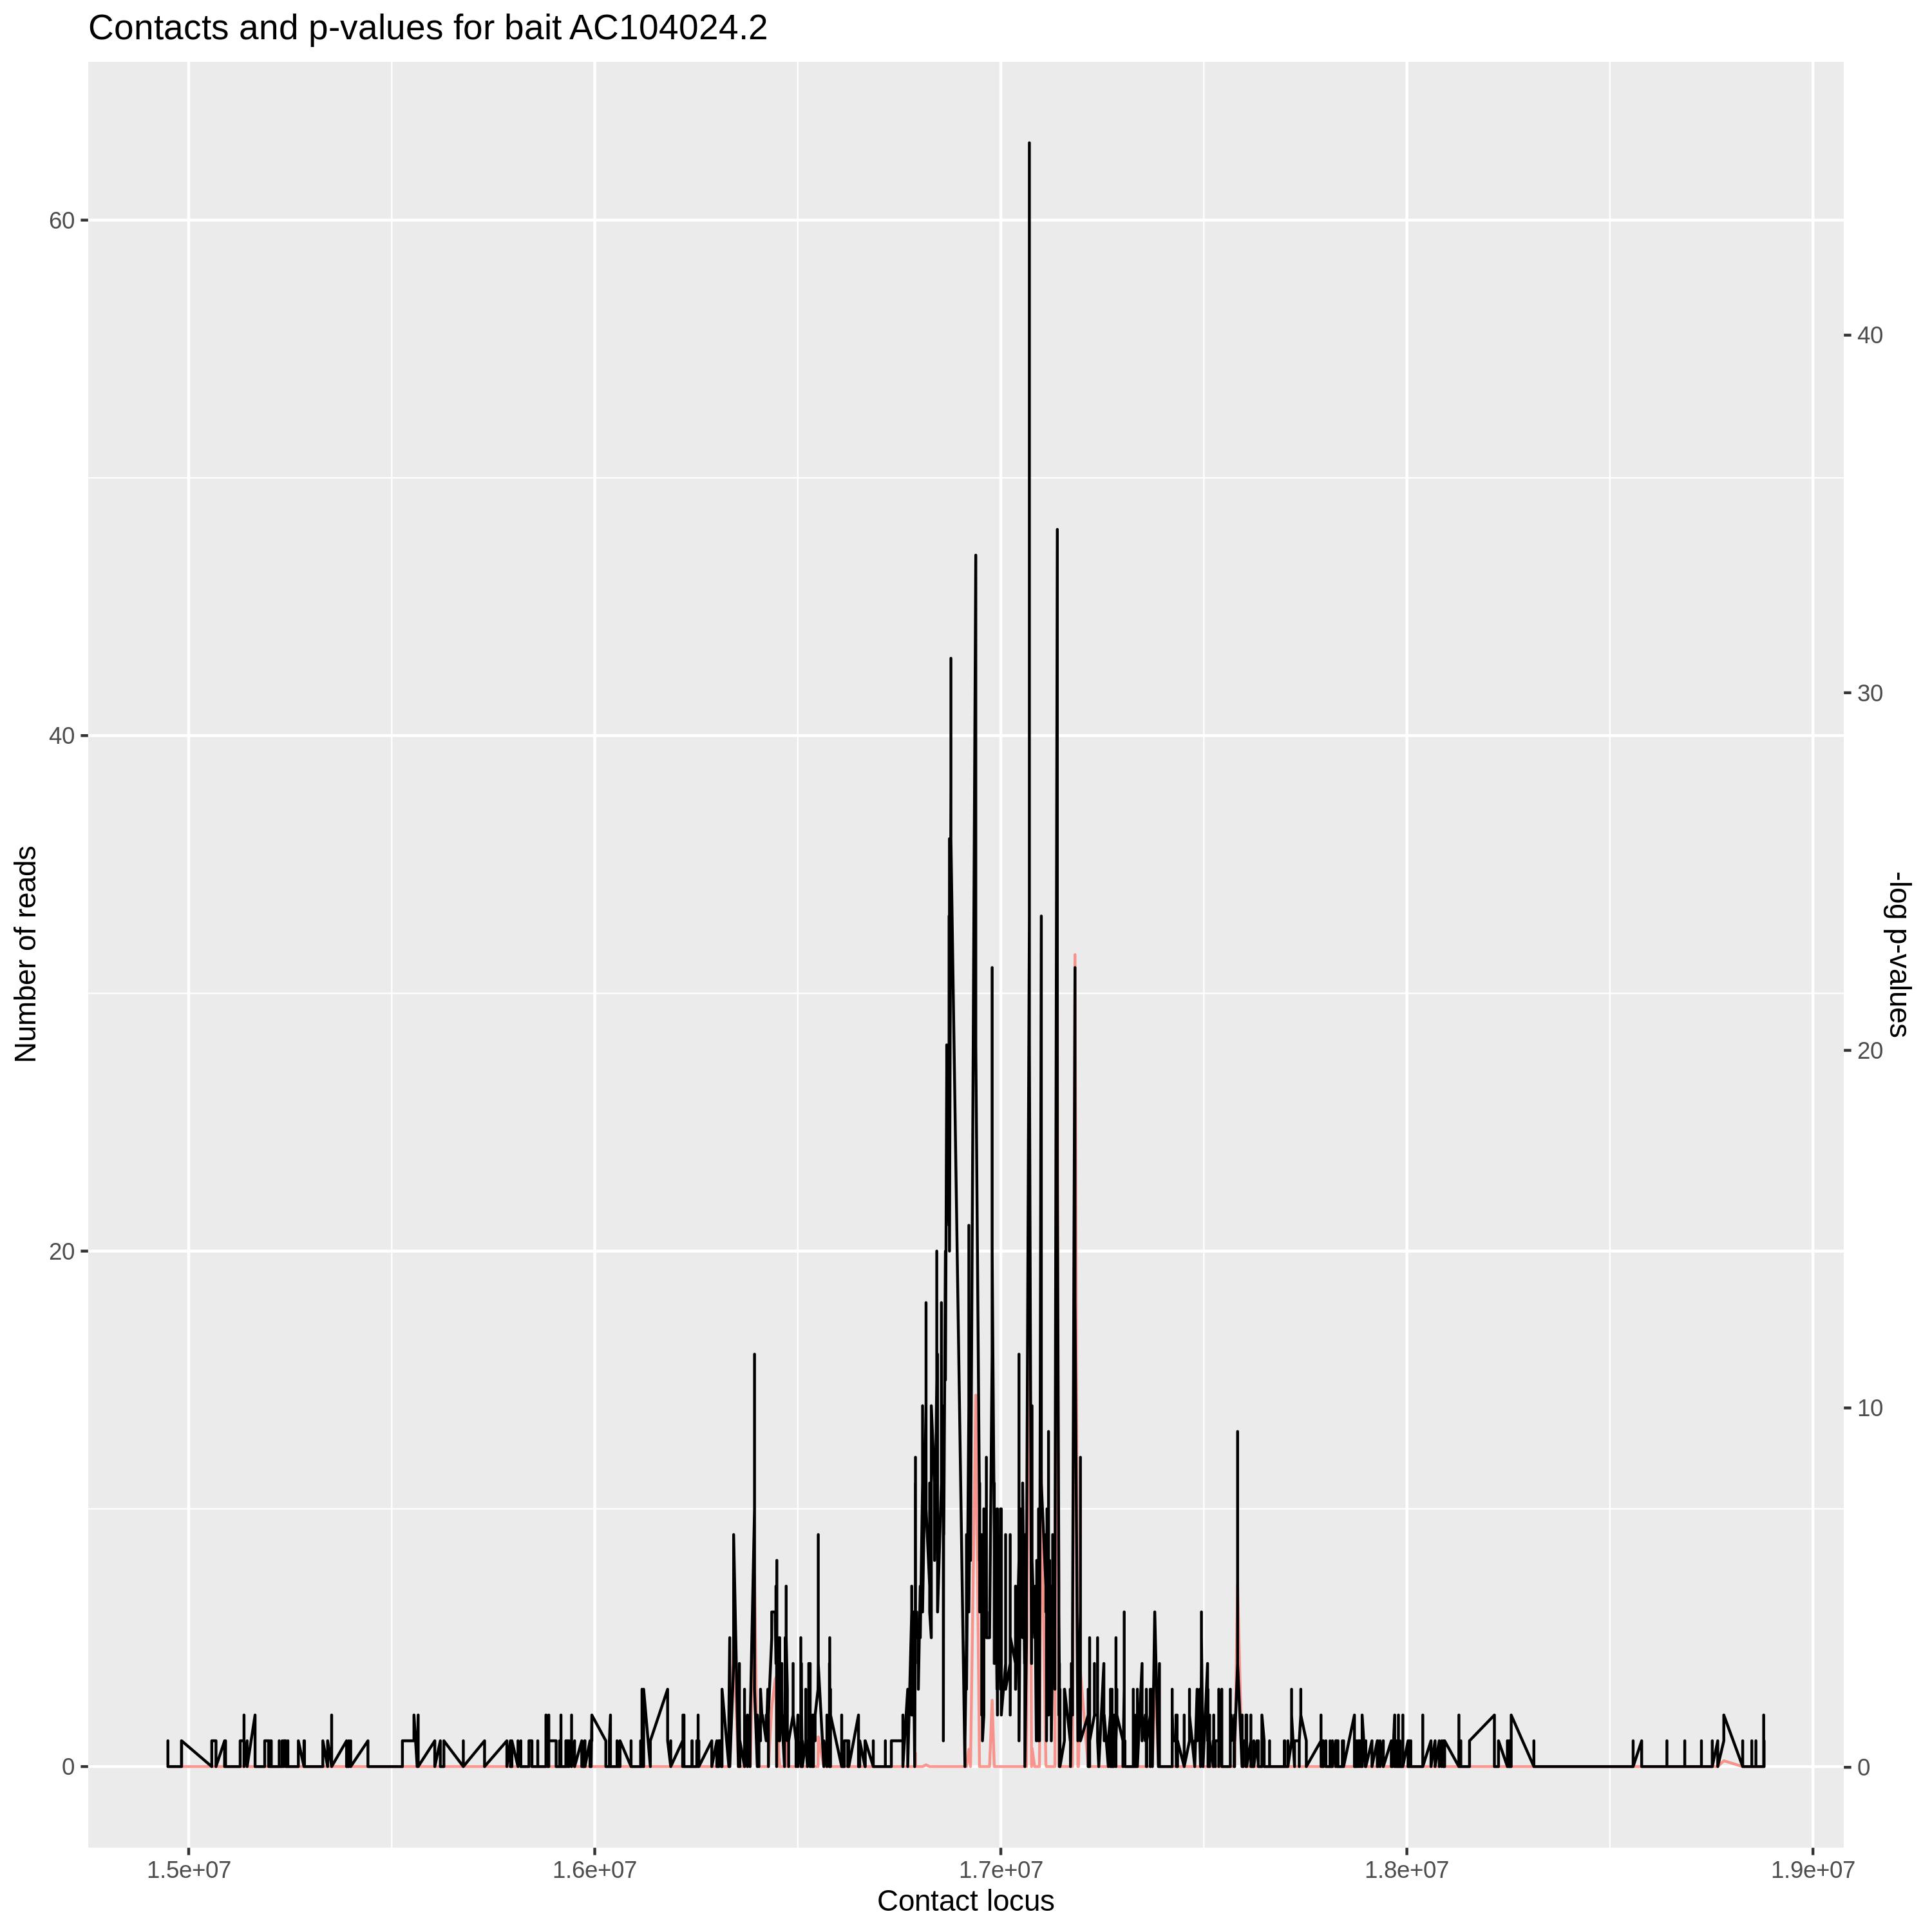 Contacts and p-values for bait AC104024.2
60
40
20
0
Number of reads
40
30
20
10
0
-log p-values
1.5e+07 1.6e+07 1.7e+07 1.8e+07 1.9e+07
Contact locus